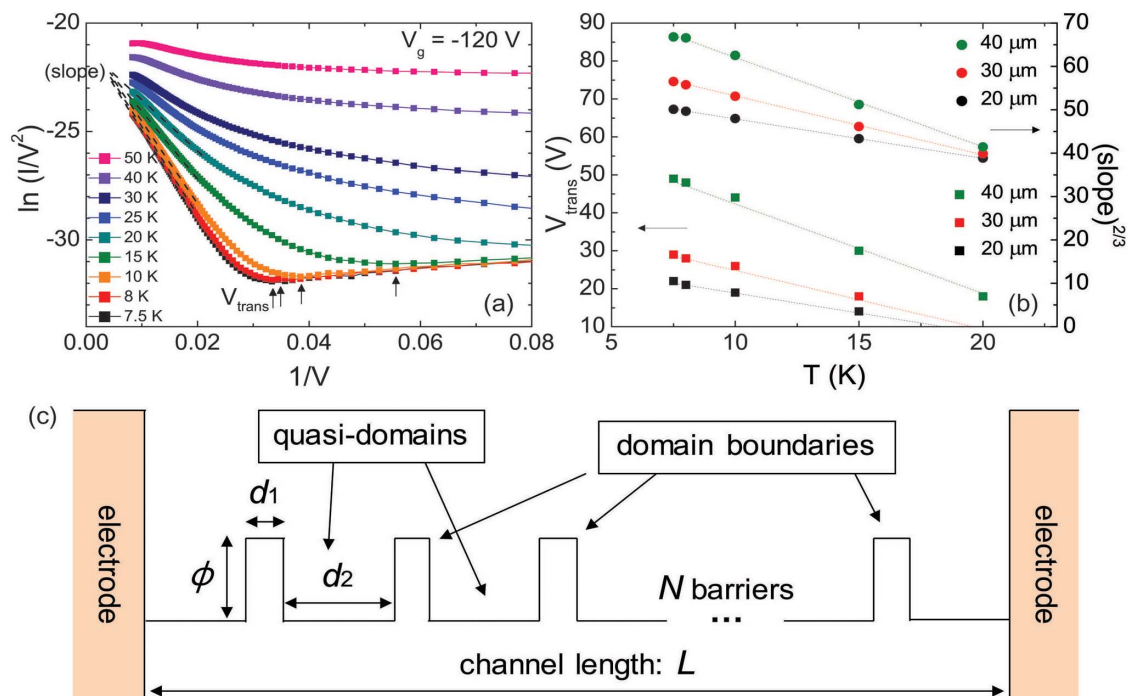 -20
-25
-30
ln (I/V²)
(slope)
V_g = -120 V
50 K
40 K
30 K
25 K
20 K
15 K
10 K
8 K
7.5 K
V_trans
(a)
0.00 0.02 0.04 0.06 0.08
1/V
90
80
70
60
50
40
30
20
10
V_trans (V)
40 µm
30 µm
20 µm
40 µm
30 µm
20 µm
(b)
70
60
50
40
30
20
10
0
(slope)^2/3
5 10 15 20
T (K)
(c)
electrode
quasi-domains
domain boundaries
d1
ϕ
d2
N barriers
...
channel length: L
electrode